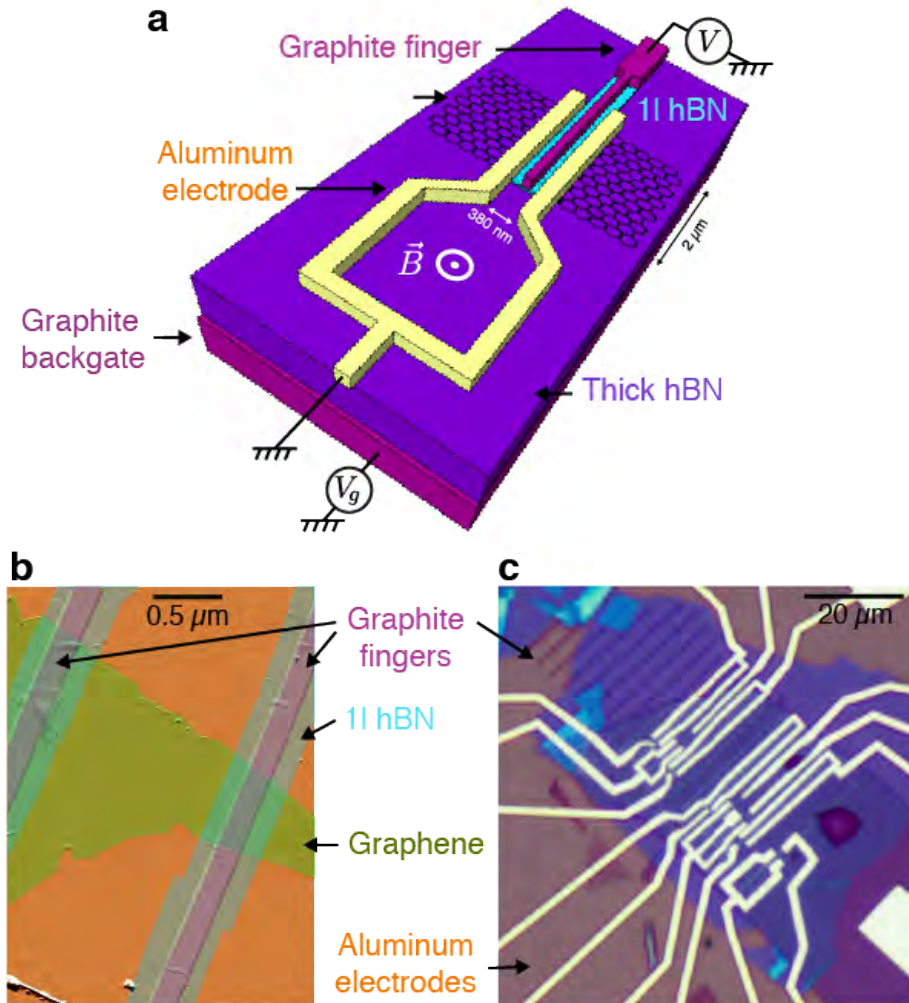 a
Graphite finger
V
1l hBN
Aluminum
electrode
380 nm
2 µm
B⃗
Graphite
backgate
Thick hBN
V_g
b
0.5 µm
Graphite
fingers
1l hBN
Graphene
c
20 µm
Aluminum
electrodes